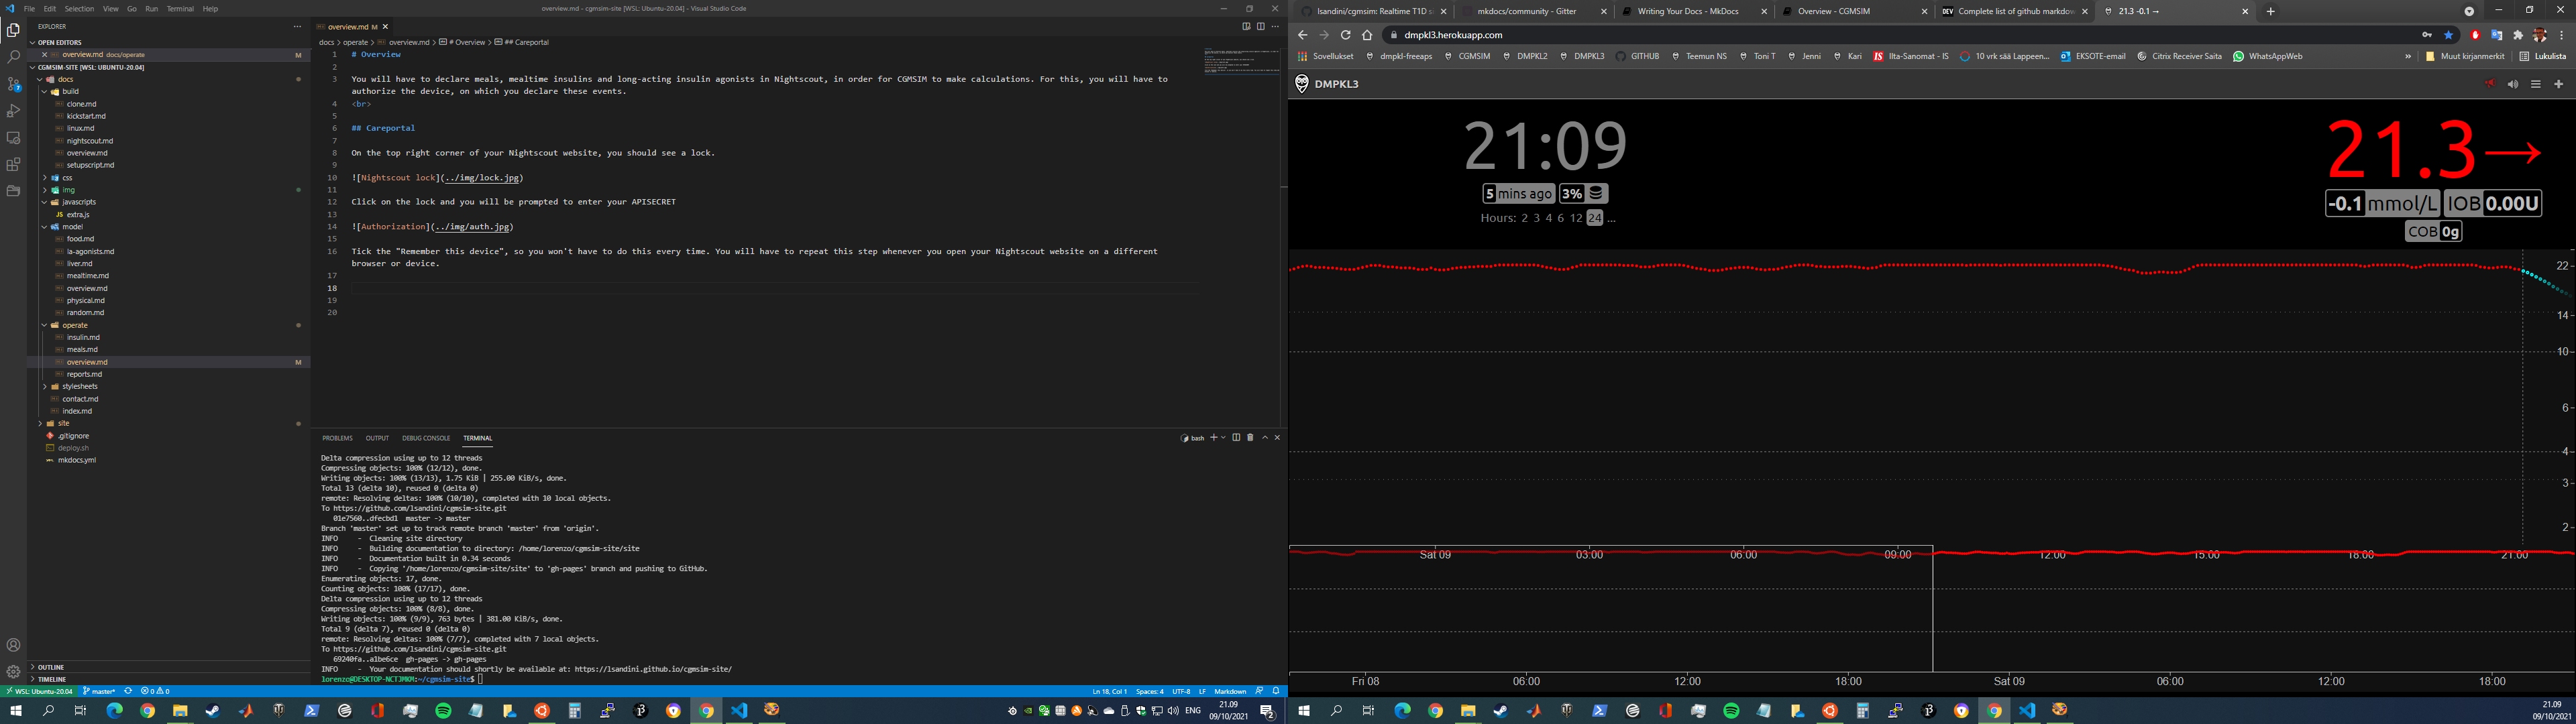 File Edit Selection View Go Run Terminal Help
overview.md - cgmsim-site [WSL: Ubuntu-20.04] - Visual Studio Code
EXPLORER
OPEN EDITORS
overview.md docs/operate M
CGMSIM-SITE [WSL: UBUNTU-20.04]
docs
build
clone.md
kickstart.md
linux.md
nightscout.md
overview.md
setupscript.md
css
img
javascripts
JS extra.js
model
food.md
la-agonists.md
liver.md
mealtime.md
overview.md
physical.md
random.md
operate
insulin.md
meals.md
overview.md M
reports.md
stylesheets
contact.md
index.md
site
.gitignore
deploy.sh
mkdocs.yml
OUTLINE
TIMELINE
overview.md M
docs > operate > overview.md > # Overview > ## Careportal
1 # Overview
2
3 You will have to declare meals, mealtime insulins and long-acting insulin agonists in Nightscout, in order for CGMSIM to make calculations. For this, you will have to
authorize the device, on which you declare these events.
4 <br>
5
6 ## Careportal
7
8 On the top right corner of your Nightscout website, you should see a lock.
9
10 ![Nightscout lock](../img/lock.jpg)
11
12 Click on the lock and you will be prompted to enter your APISECRET
13
14 ![Authorization](../img/auth.jpg)
15
16 Tick the "Remember this device", so you won't have to do this every time. You will have to repeat this step whenever you open your Nightscout website on a different
browser or device.
17
18
19
20
PROBLEMS OUTPUT DEBUG CONSOLE TERMINAL
bash
Delta compression using up to 12 threads
Compressing objects: 100% (12/12), done.
Writing objects: 100% (13/13), 1.75 KiB | 255.00 KiB/s, done.
Total 13 (delta 10), reused 0 (delta 0)
remote: Resolving deltas: 100% (10/10), completed with 10 local objects.
To https://github.com/lsandini/cgmsim-site.git
01e7560..dfecbd1 master -> master
Branch 'master' set up to track remote branch 'master' from 'origin'.
INFO - Cleaning site directory
INFO - Building documentation to directory: /home/lorenzo/cgmsim-site/site
INFO - Documentation built in 0.34 seconds
INFO - Copying '/home/lorenzo/cgmsim-site/site' to 'gh-pages' branch and pushing to GitHub.
Enumerating objects: 17, done.
Counting objects: 100% (17/17), done.
Delta compression using up to 12 threads
Compressing objects: 100% (8/8), done.
Writing objects: 100% (9/9), 763 bytes | 381.00 KiB/s, done.
Total 9 (delta 7), reused 0 (delta 0)
remote: Resolving deltas: 100% (7/7), completed with 7 local objects.
To https://github.com/lsandini/cgmsim-site.git
69240fa..a1be6ce gh-pages -> gh-pages
INFO - Your documentation should shortly be available at: https://lsandini.github.io/cgmsim-site/
lorenzo@DESKTOP-NCTJMKM:~/cgmsim-site$
WSL: Ubuntu-20.04 master* 0 0
Ln 18, Col 1 Spaces: 4 UTF-8 LF Markdown
ENG 21.09
09/10/2021 2
lsandini/cgmsim: Realtime T1D s
mkdocs/community - Gitter
Writing Your Docs - MkDocs
Overview - CGMSIM
DEV Complete list of github markdow
21.3 -0.1 →
dmpkl3.herokuapp.com
Sovellukset dmpkl-freeaps CGMSIM DMPKL2 DMPKL3 GITHUB Teemun NS Toni T Jenni Kari IS Ilta-Sanomat - IS 10 vrk sää Lappeen... EKSOTE-email Citrix Receiver Saita WhatsAppWeb » Muut kirjanmerkit Lukulista
DMPKL3
21:09
5 mins ago 3%
Hours: 2 3 4 6 12 24 ...
21.3→
-0.1 mmol/L IOB 0.00U
COB 0g
22
14
10
6
4
3
2
Sat 09 03:00 06:00 09:00 12:00 15:00 18:00 21:00
Fri 08 06:00 12:00 18:00 Sat 09 06:00 12:00 18:00
21.09
09/10/2021